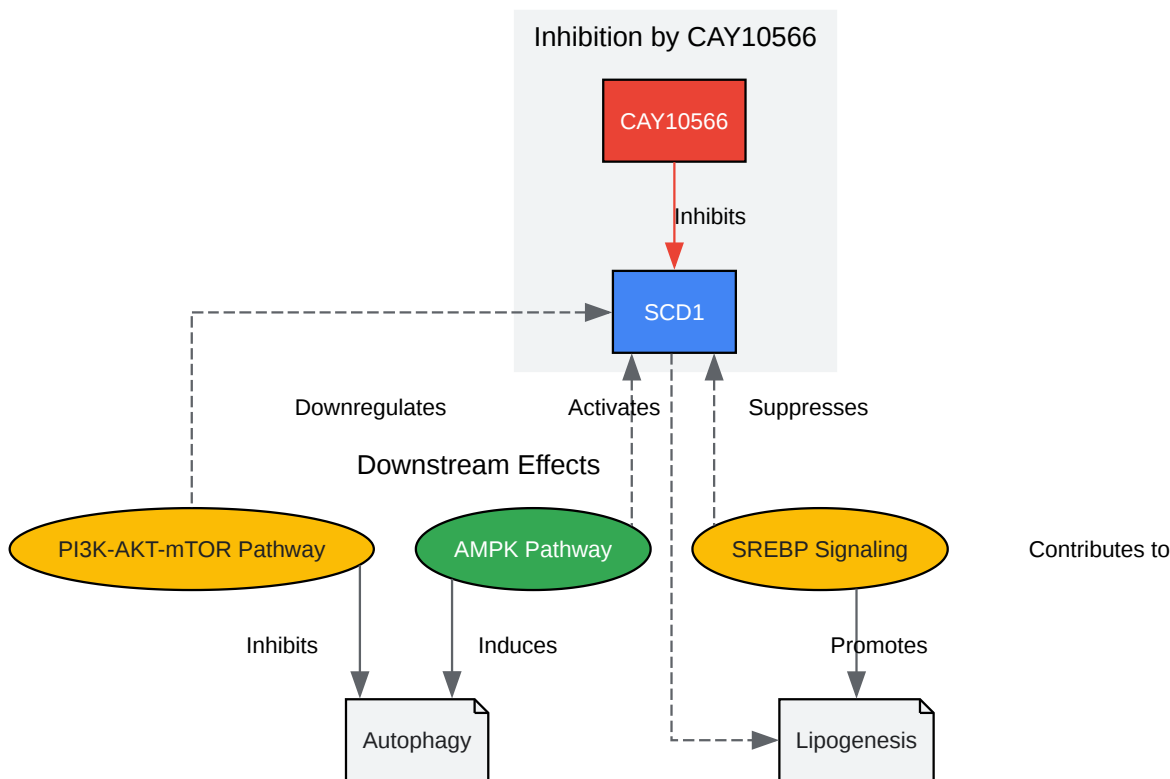 Inhibition by CAY10566
CAY10566
Inhibits
SCD1
Downregulates
Activates
Suppresses
Downstream Effects
PI3K-AKT-mTOR Pathway
AMPK Pathway
SREBP Signaling
Contributes to
Inhibits
Induces
Promotes
Autophagy
Lipogenesis